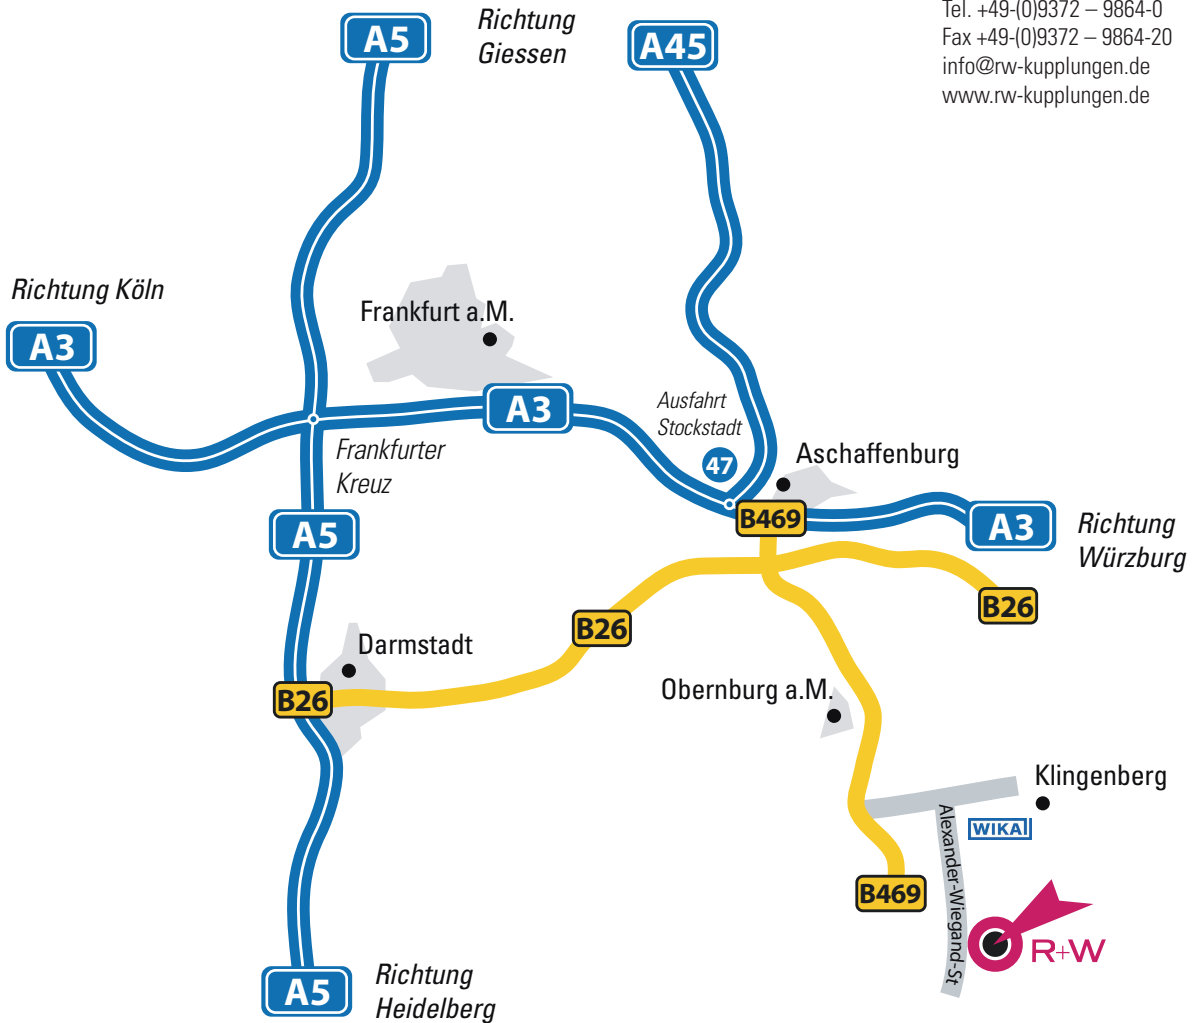 Tel. +49-(0)9372 – 9864-0
Fax +49-(0)9372 – 9864-20
info@rw-kupplungen.de
www.rw-kupplungen.de
A5
Richtung
Giessen
A45
Richtung Köln
A3
Frankfurt a.M.
A3
Ausfahrt
Stockstadt
47
Frankfurter
Kreuz
Aschaffenburg
B469
A5
A3
Richtung
Würzburg
B26
B26
Darmstadt
B26
Obernburg a.M.
Klingenberg
WIKA
Alexander-Wiegand-St
B469
R+W
A5
Richtung
Heidelberg